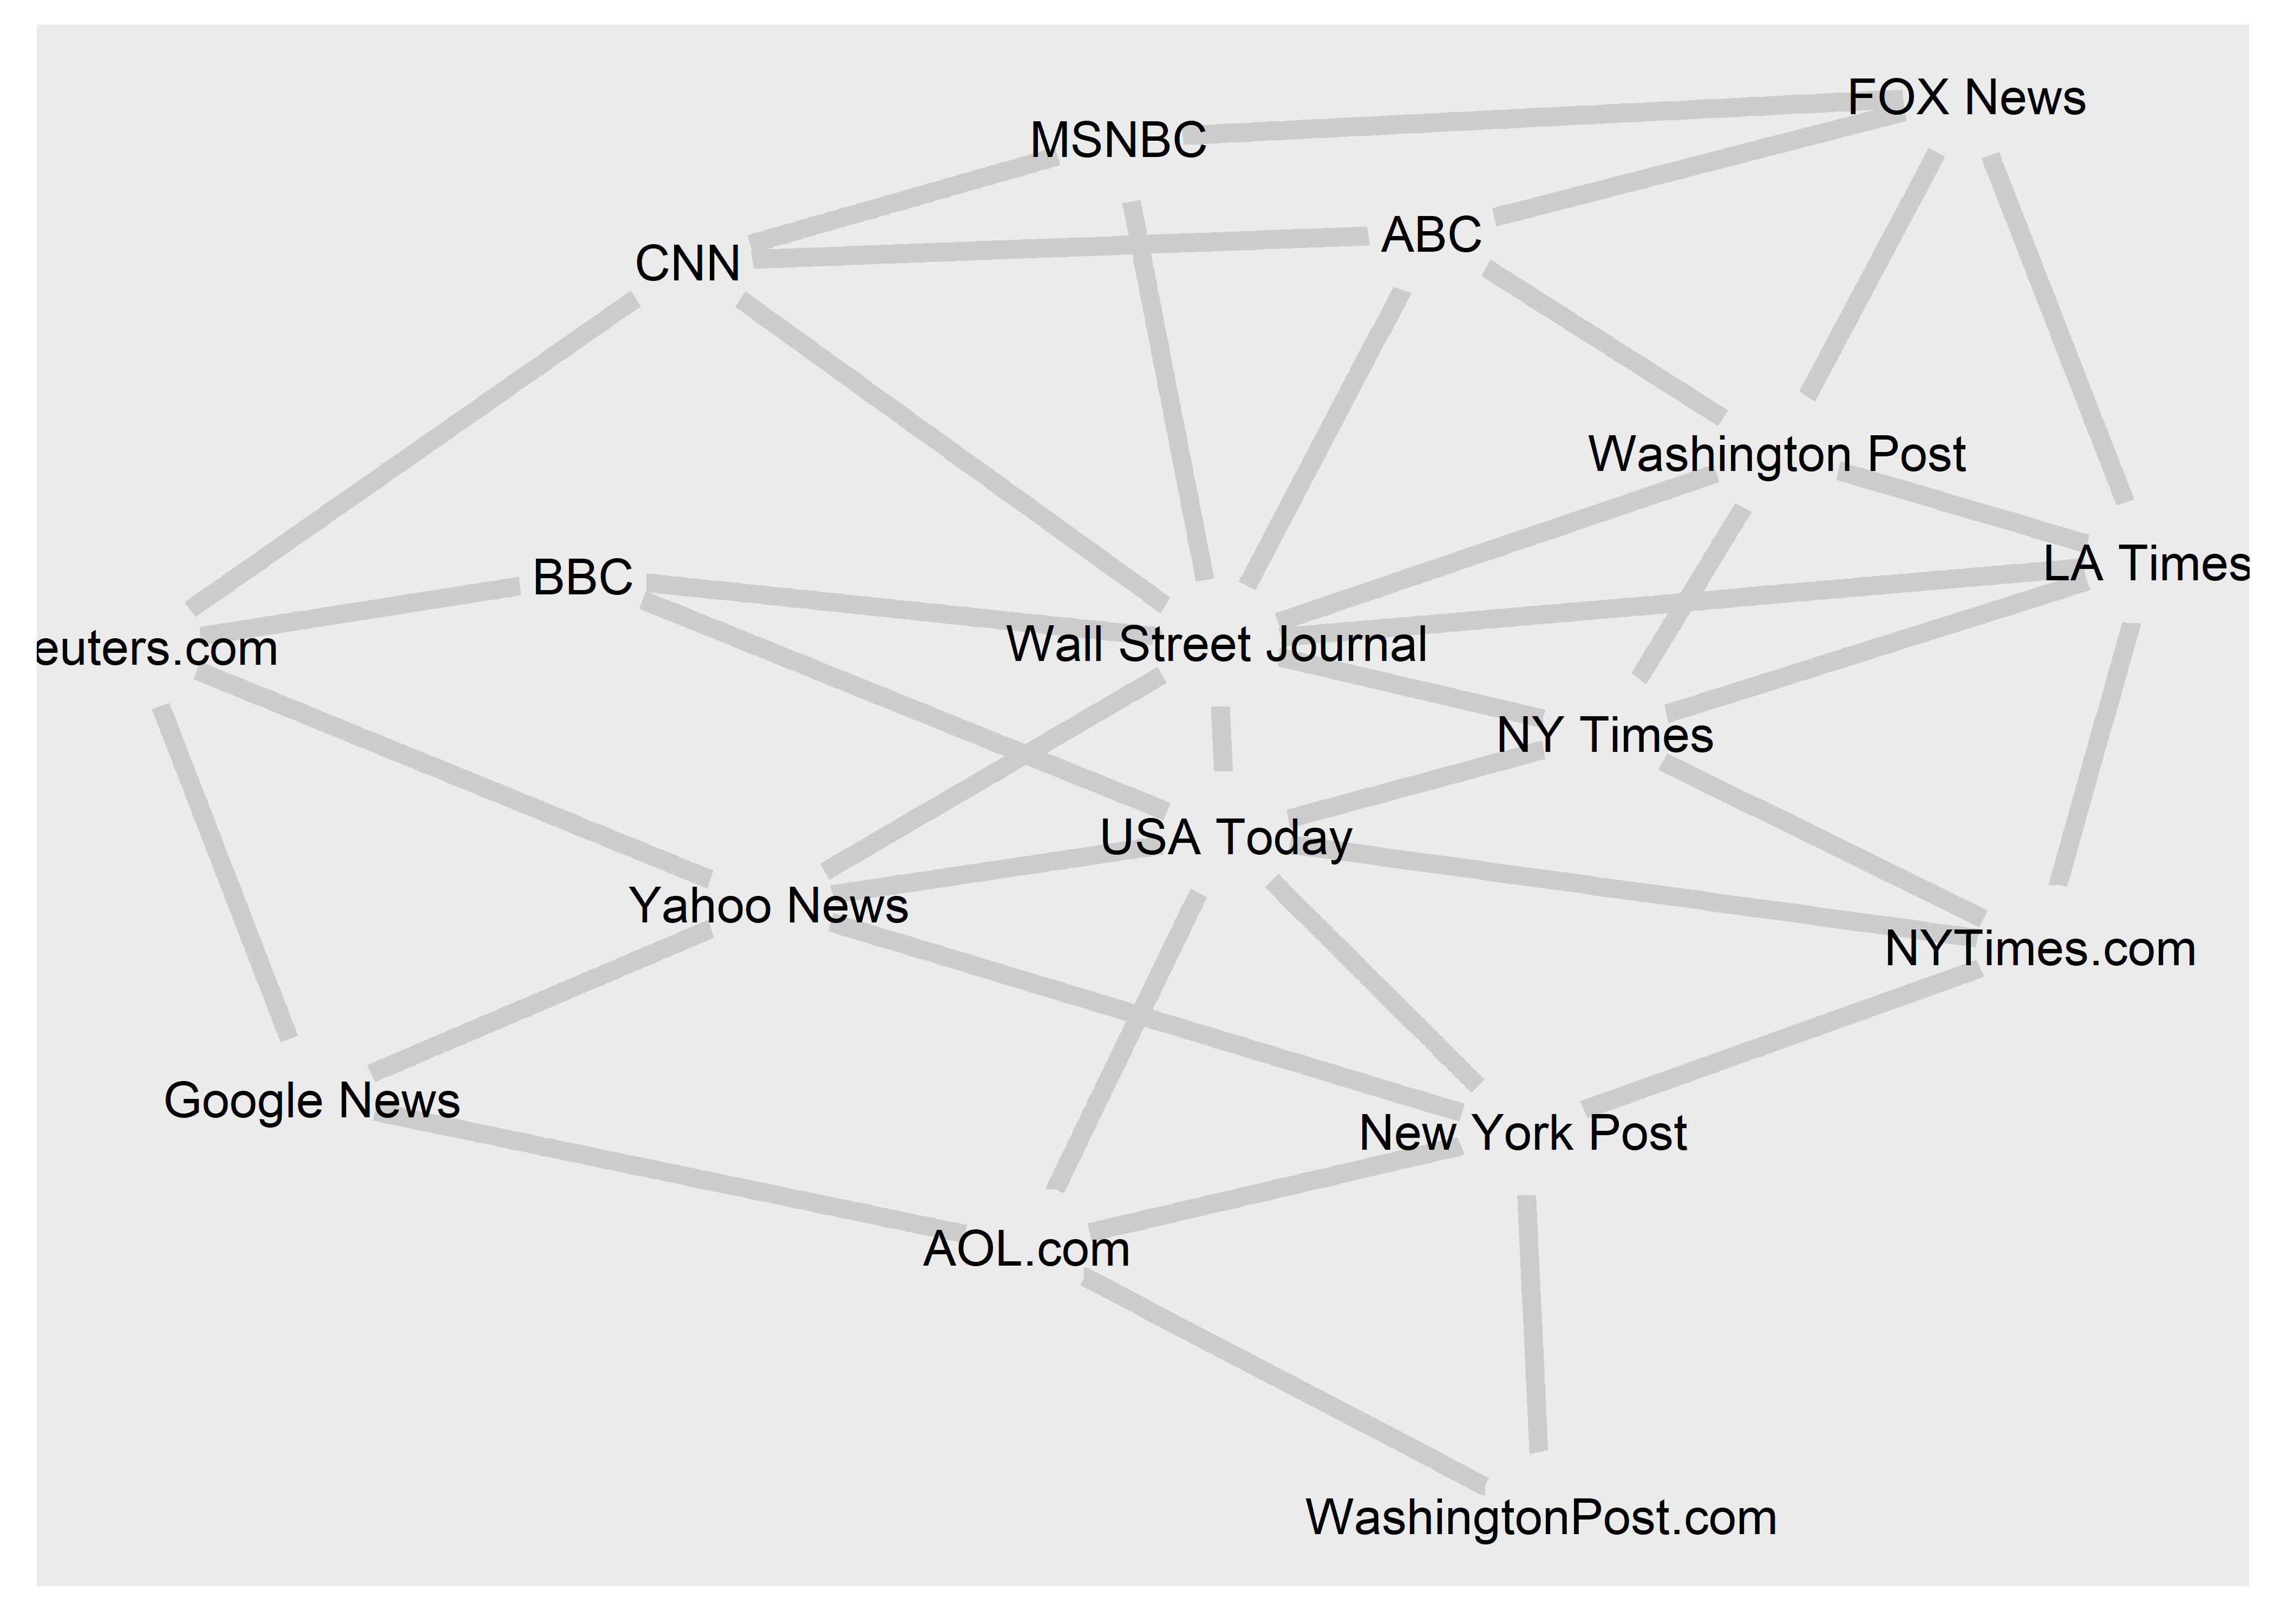 FOX News
MSNBC
ABC
CNN
Washington Post
LA Times
BBC
Wall Street Journal
euters.com
NY Times
USA Today
Yahoo News
NYTimes.com
Google News
New York Post
AOL.com
WashingtonPost.com